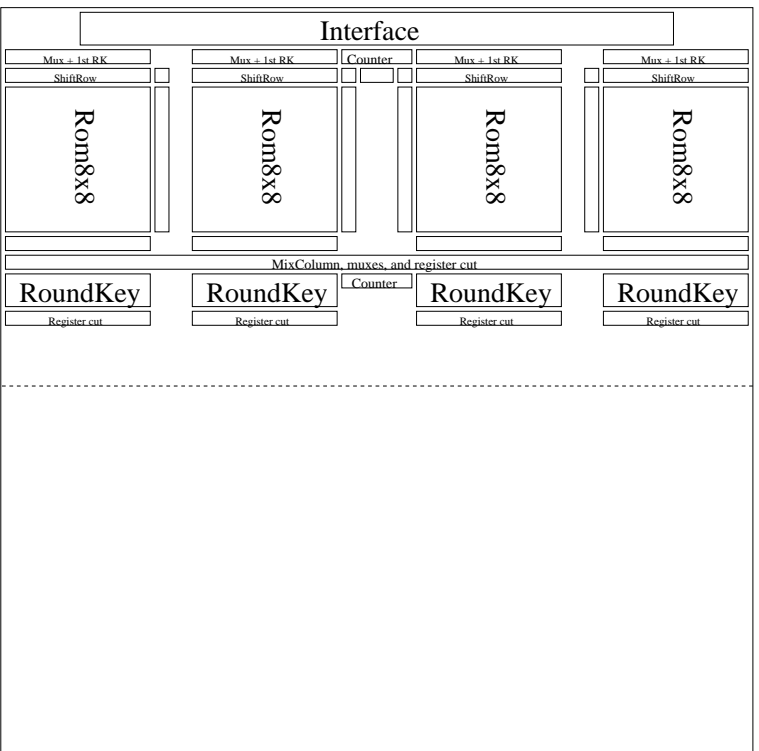 Interface
Mux + 1st RK
Mux + 1st RK
Counter
Mux + 1st RK
Mux + 1st RK
ShiftRow
ShiftRow
ShiftRow
ShiftRow
Rom8x8
Rom8x8
Rom8x8
Rom8x8
MixColumn, muxes, and register cut
RoundKey
RoundKey
Counter
RoundKey
RoundKey
Register cut
Register cut
Register cut
Register cut